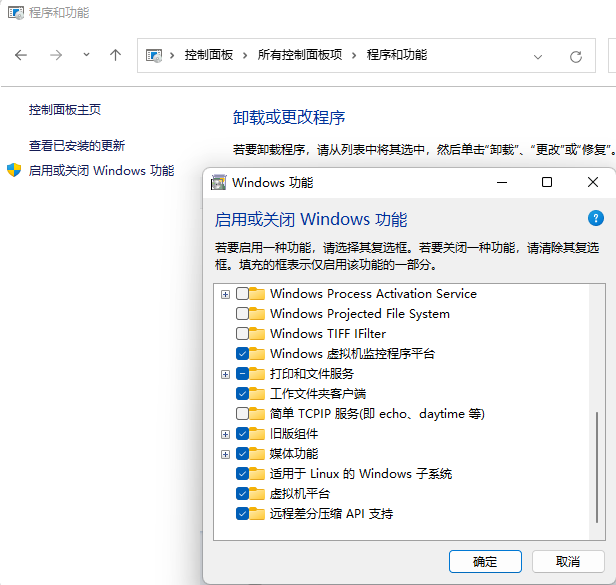 程序和功能
控制面板 > 所有控制面板项 > 程序和功能
控制面板主页
卸载或更改程序
查看已安装的更新
若要卸载程序，请从列表中将其选中，然后单击“卸载”、“更改”或“修复”。
启用或关闭 Windows 功能
Windows 功能
启用或关闭 Windows 功能
若要启用一种功能，请选择其复选框。若要关闭一种功能，请清除其复选
框。填充的框表示仅启用该功能的一部分。
Windows Process Activation Service
Windows Projected File System
Windows TIFF IFilter
Windows 虚拟机监控程序平台
打印和文件服务
工作文件夹客户端
简单 TCPIP 服务(即 echo、daytime 等)
旧版组件
媒体功能
适用于 Linux 的 Windows 子系统
虚拟机平台
远程差分压缩 API 支持
确定
取消